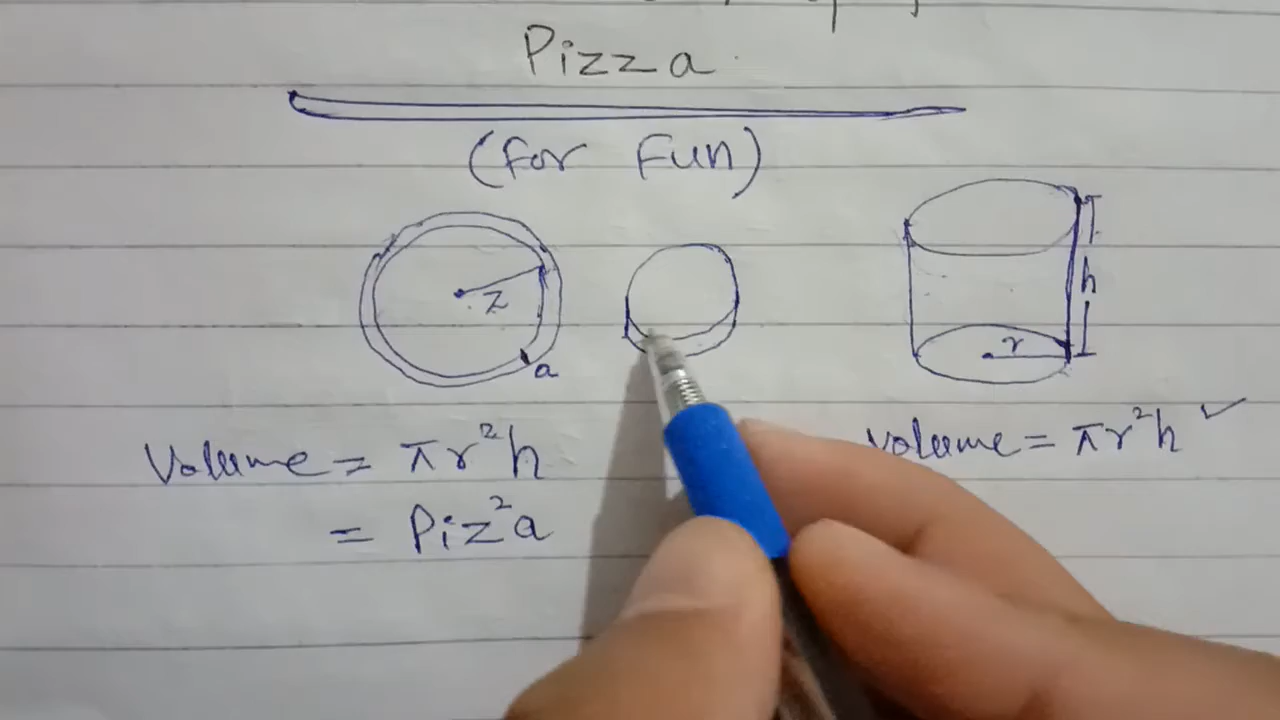 Pizza
(For Fun)
z
a
h
r
Volume = πr²h
= Piz²a
Volume = πr²h ✓